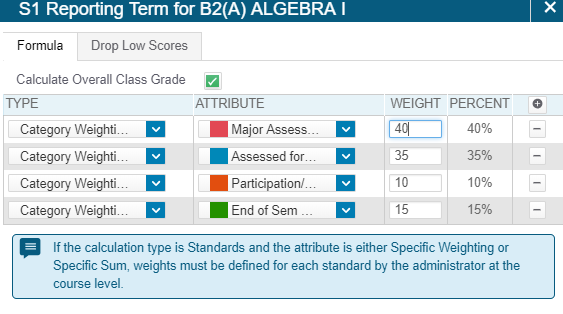 S1 Reporting Term for B2(A) ALGEBRA I
Formula Drop Low Scores
Calculate Overall Class Grade
TYPE ATTRIBUTE WEIGHT PERCENT
Category Weighti... Major Assess... 40 40%
Category Weighti... Assessed for... 35 35%
Category Weighti... Participation/... 10 10%
Category Weighti... End of Sem ... 15 15%
If the calculation type is Standards and the attribute is either Specific Weighting or
Specific Sum, weights must be defined for each standard by the administrator at the
course level.